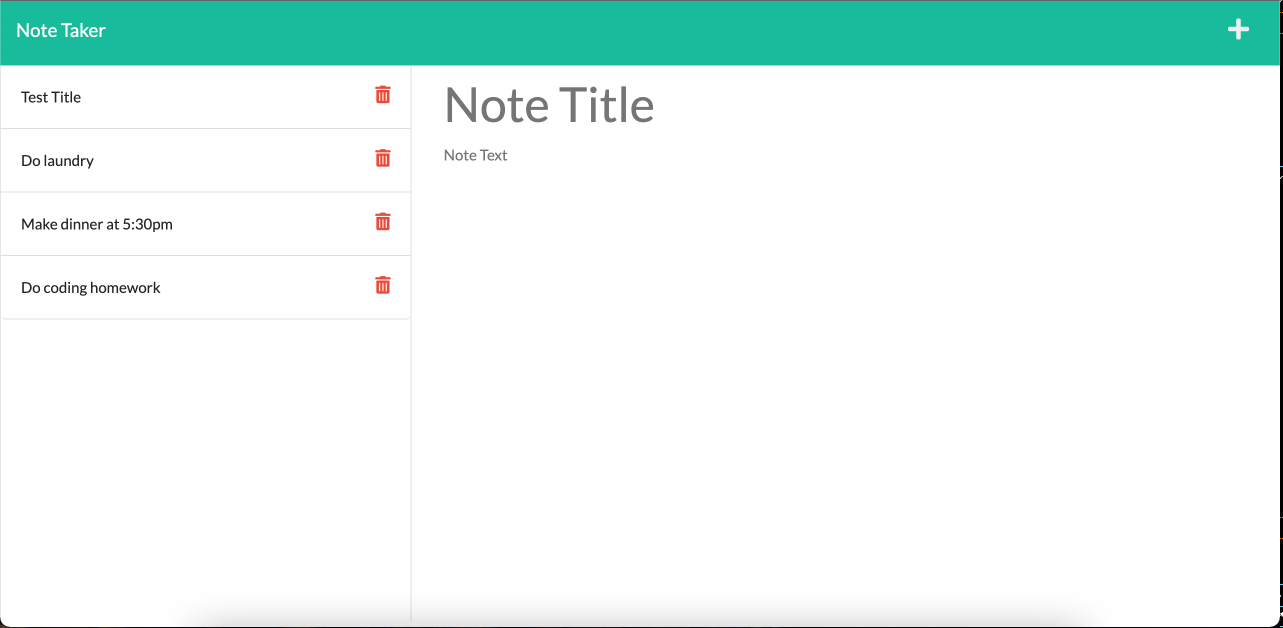 Note Taker
Test Title
Do laundry
Make dinner at 5:30pm
Do coding homework
Note Title
Note Text